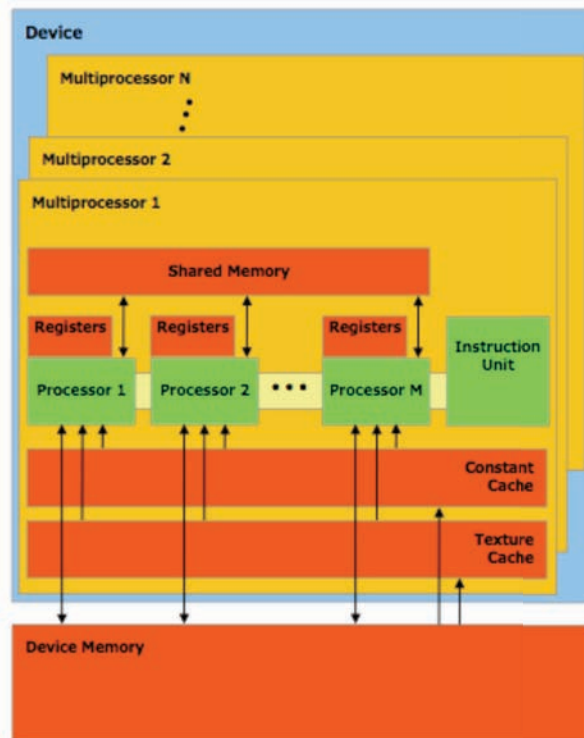 Device
Multiprocessor N
Multiprocessor 2
Multiprocessor 1
Shared Memory
Registers
Registers
Registers
Instruction
Unit
Processor 1
Processor 2
Processor M
Constant
Cache
Texture
Cache
Device Memory